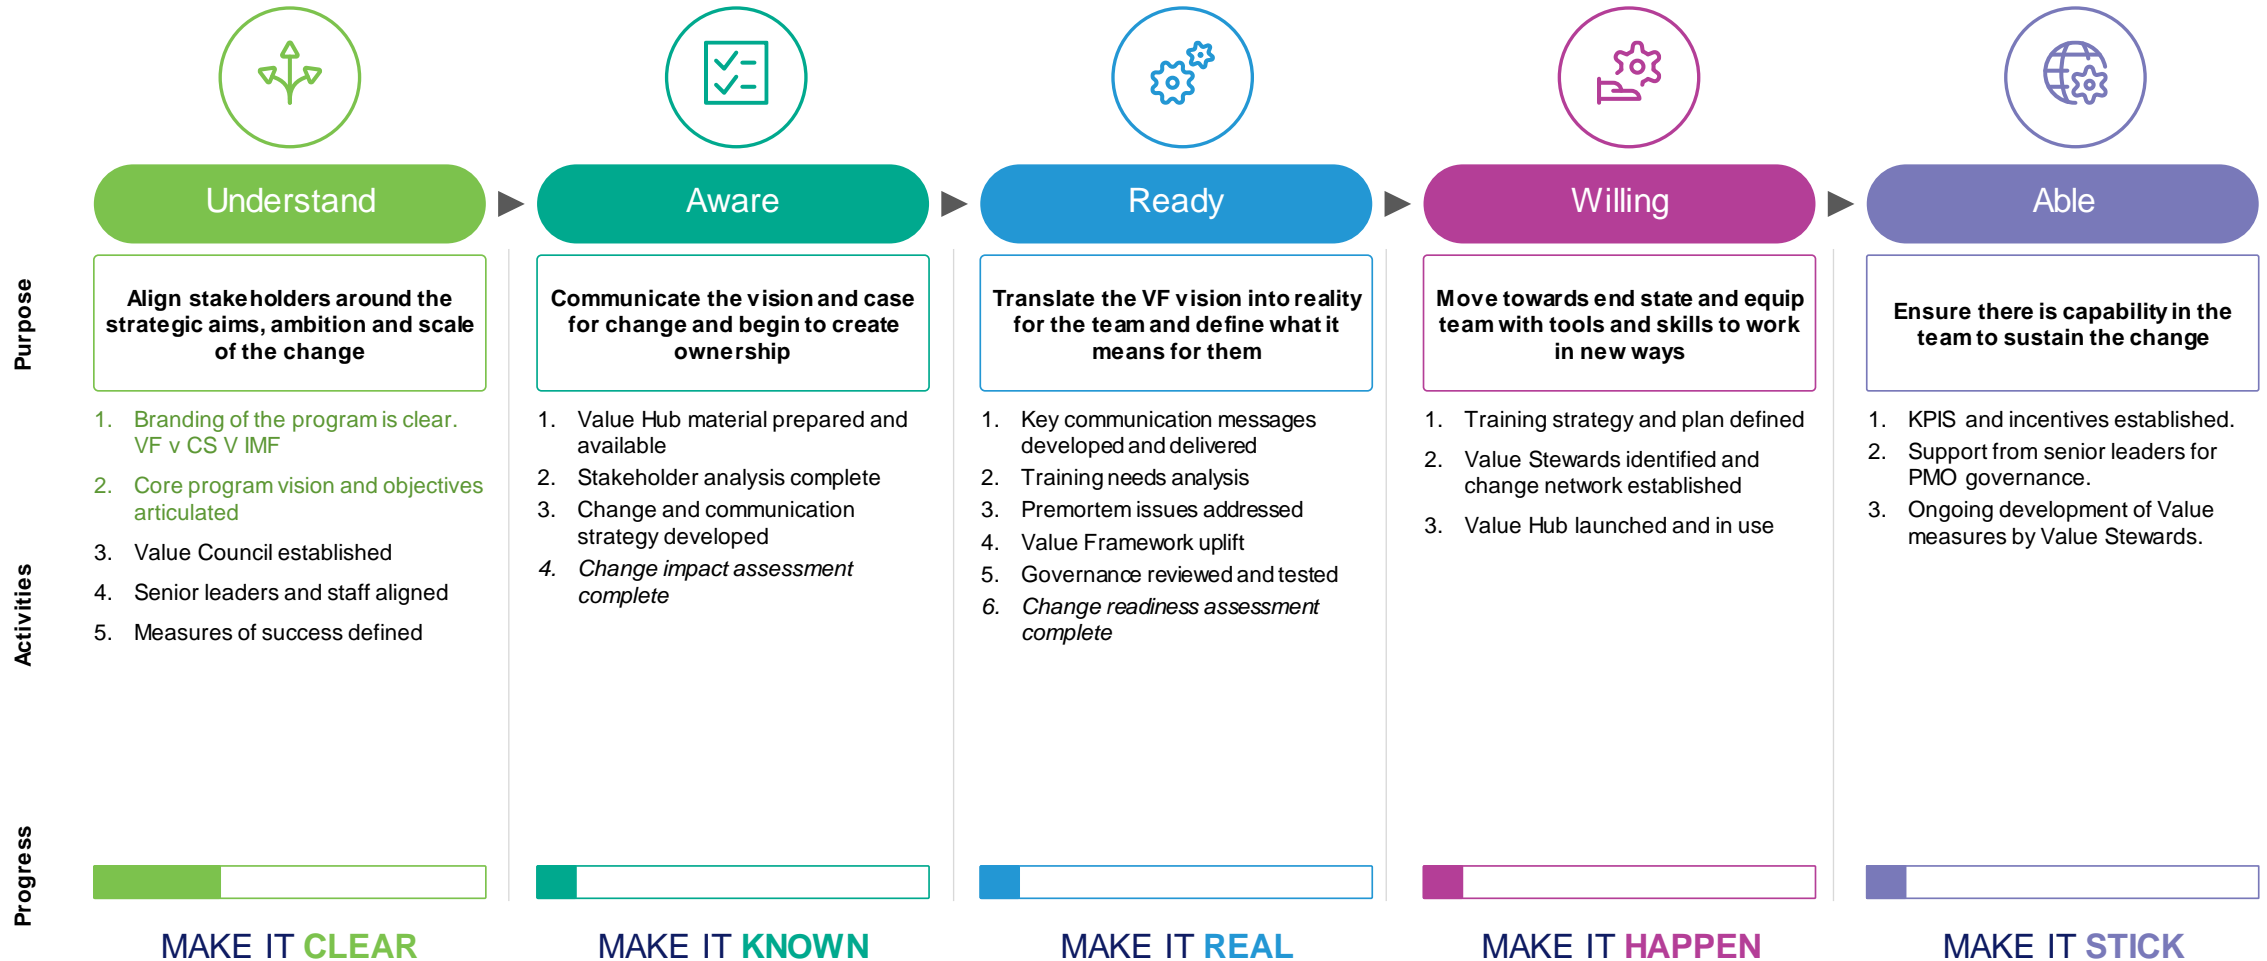 Understand
Aware
Ready
Willing
Able
Purpose
Align stakeholders around the
strategic aims, ambition and scale
of the change
Communicate the vision and case
for change and begin to create
ownership
Translate the VF vision into reality
for the team and define what it
means for them
Move towards end state and equip
team with tools and skills to work
in new ways
Ensure there is capability in the
team to sustain the change
Activities
1. Branding of the program is clear.
VF v CS V IMF
2. Core program vision and objectives
articulated
3. Value Council established
4. Senior leaders and staff aligned
5. Measures of success defined
1. Value Hub material prepared and
available
2. Stakeholder analysis complete
3. Change and communication
strategy developed
4. Change impact assessment
complete
1. Key communication messages
developed and delivered
2. Training needs analysis
3. Premortem issues addressed
4. Value Framework uplift
5. Governance reviewed and tested
6. Change readiness assessment
complete
1. Training strategy and plan defined
2. Value Stewards identified and
change network established
3. Value Hub launched and in use
1. KPIS and incentives established.
2. Support from senior leaders for
PMO governance.
3. Ongoing development of Value
measures by Value Stewards.
Progress
MAKE IT CLEAR
MAKE IT KNOWN
MAKE IT REAL
MAKE IT HAPPEN
MAKE IT STICK